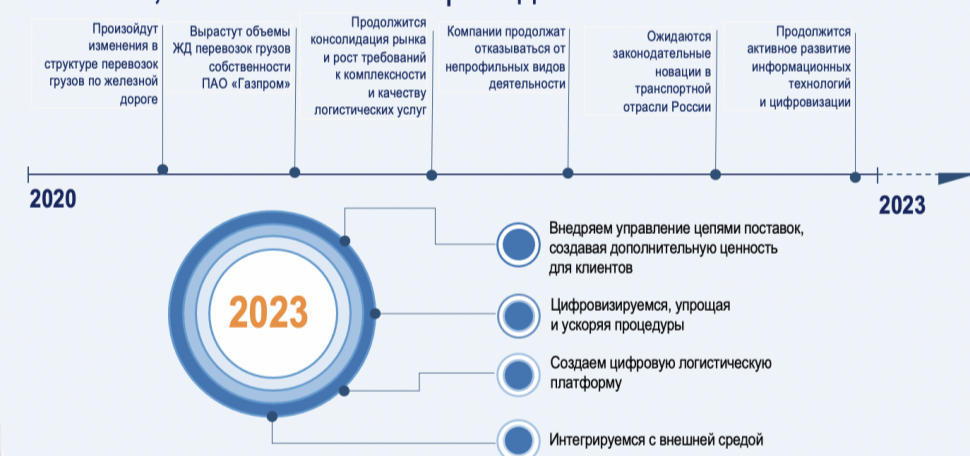 Произойдут
изменения в
структуре перевозок
грузов по железной
дороге
Вырастут объемы
ЖД перевозок грузов
собственности
ПАО «Газпром»
Продолжится
консолидация рынка
и рост требований
к комплексности
и качеству
логистических услуг
Компании продолжат
отказываться от
непрофильных видов
деятельности
Ожидаются
законодательные
новации в
транспортной
отрасли России
Продолжится
активное развитие
информационных
технологий
и цифровизации
2020
2023
2023
Внедряем управление цепями поставок,
создавая дополнительную ценность
для клиентов
Цифровизируемся, упрощая
и ускоряя процедуры
Создаем цифровую логистическую
платформу
Интегрируемся с внешней средой